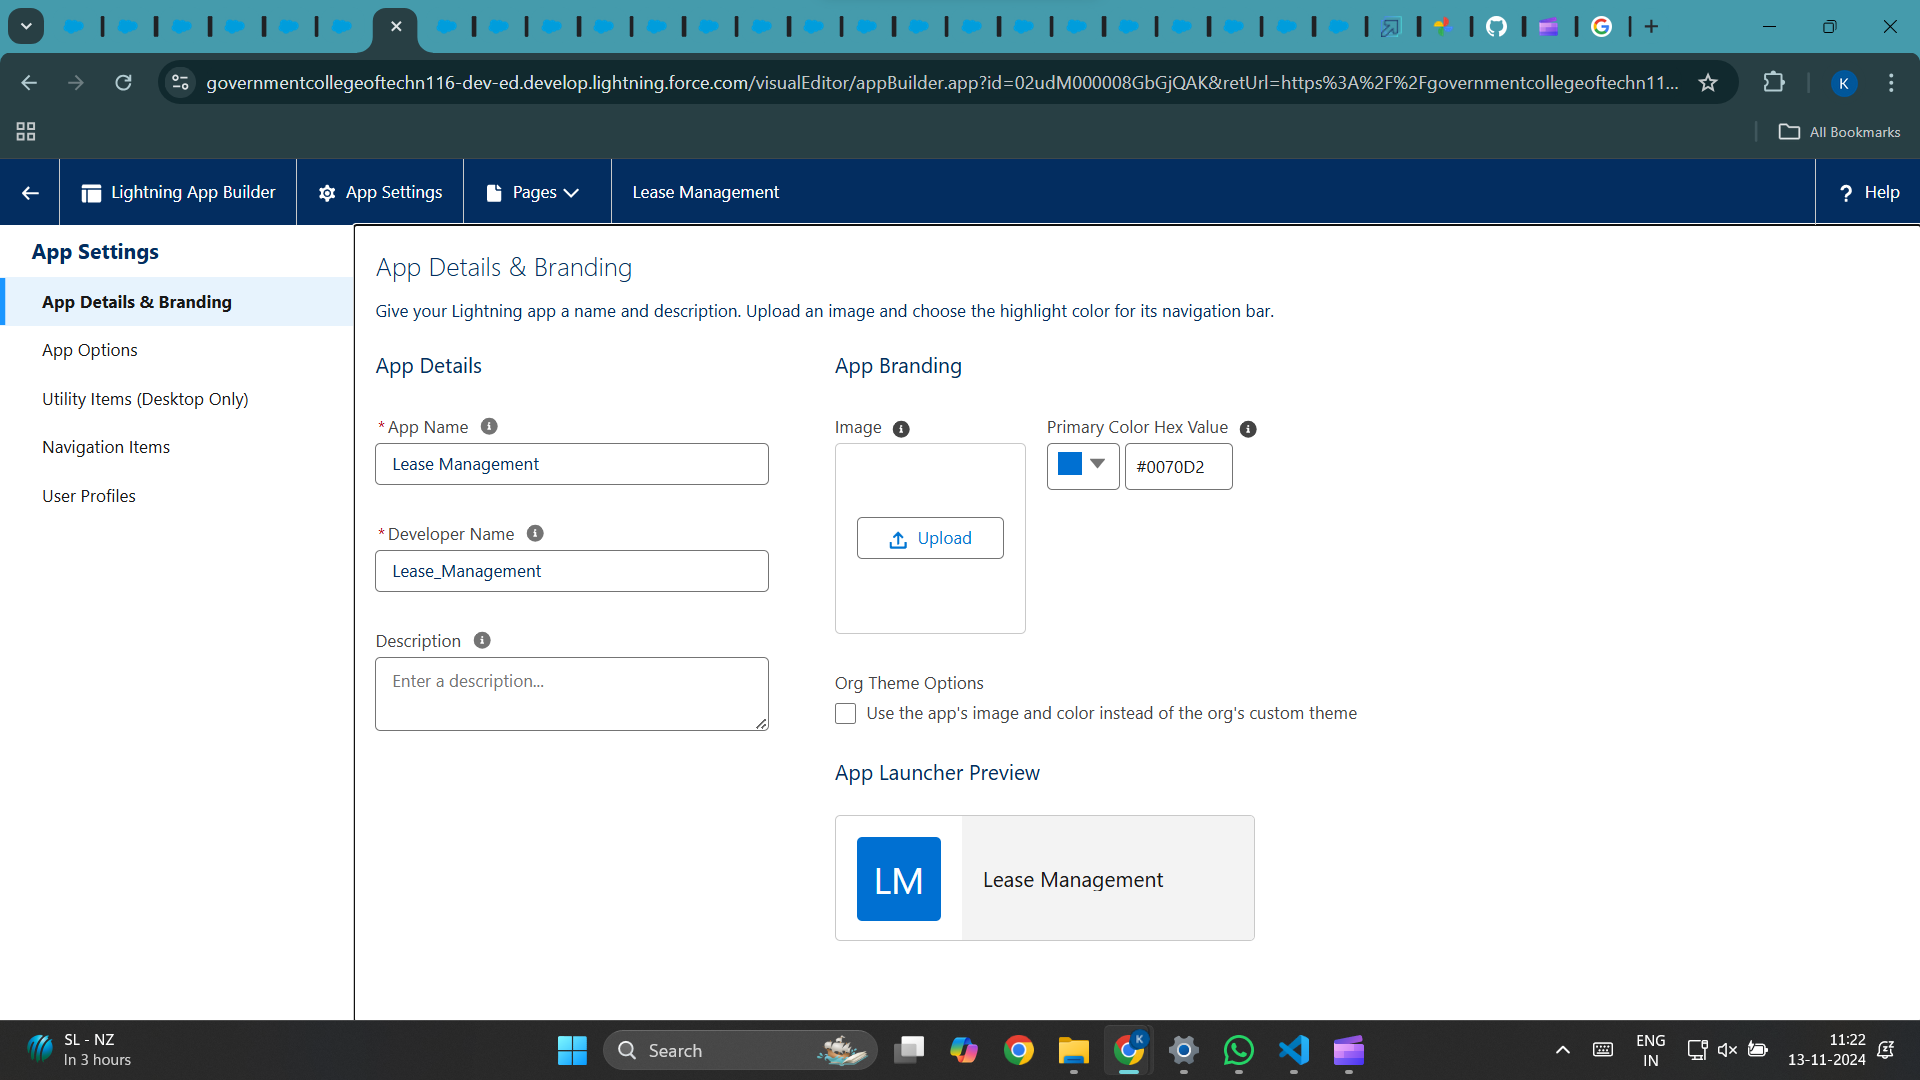 governmentcollegeoftechn116-dev-ed.develop.lightning.force.com/visualEditor/appBuilder.app?id=02udM000008GbGjQAK&retUrl=https%3A%2F%2Fgovernmentcollegeoftechn11...
K
All Bookmarks
Lightning App Builder
App Settings
Pages
Lease Management
? Help
App Settings
App Details & Branding
App Options
Utility Items (Desktop Only)
Navigation Items
User Profiles
App Details & Branding
Give your Lightning app a name and description. Upload an image and choose the highlight color for its navigation bar.
App Details
* App Name
Lease Management
* Developer Name
Lease_Management
Description
Enter a description...
App Branding
Image
Primary Color Hex Value
Upload
#0070D2
Org Theme Options
Use the app's image and color instead of the org's custom theme
App Launcher Preview
LM
Lease Management
SL - NZ
In 3 hours
Search
K
ENG
IN
11:22
13-11-2024